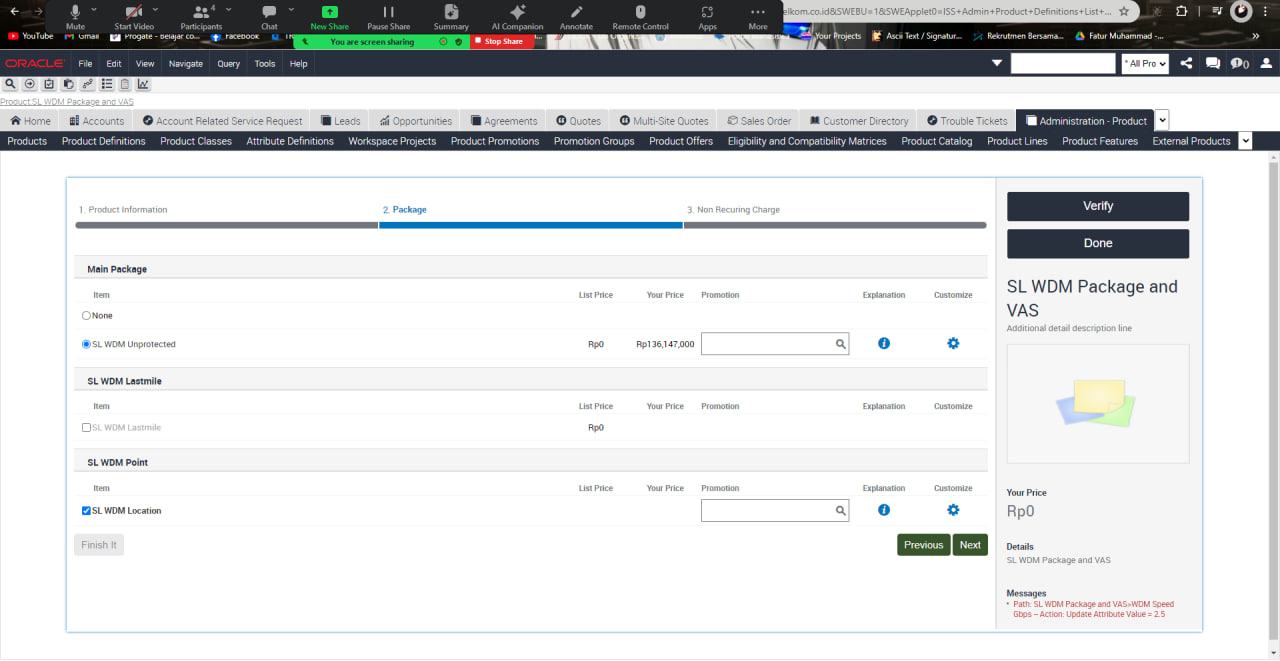 Mute
Start Video
Participants
4
Chat
New Share
Pause Share
Summary
AI Companion
Annotate
Remote Control
Apps
More
elkom.co.id&SWEBU=1&SWEApplet0=ISS+Admin+Product+Definitions+List+...
YouTube
Gmail
Progate - Belajar Co...
Facebook
You are screen sharing
Stop Share
Your Projects
Ascii Text / Signatur...
Rekrutmen Bersama...
Fatur Muhammad -...
»
ORACLE
File Edit View Navigate Query Tools Help
* All Pro
0
Product:SL WDM Package and VAS
Home Accounts Account Related Service Request Leads Opportunities Agreements Quotes Multi-Site Quotes Sales Order Customer Directory Trouble Tickets Administration - Product
Products Product Definitions Product Classes Attribute Definitions Workspace Projects Product Promotions Promotion Groups Product Offers Eligibility and Compatibility Matrices Product Catalog Product Lines Product Features External Products
1. Product Information
2. Package
3. Non Recuring Charge
Main Package
Item List Price Your Price Promotion Explanation Customize
None
SL WDM Unprotected Rp0 Rp136,147,000
SL WDM Lastmile
Item List Price Your Price Promotion Explanation Customize
SL WDM Lastmile Rp0
SL WDM Point
Item List Price Your Price Promotion Explanation Customize
SL WDM Location
Finish It
Previous
Next
Verify
Done
SL WDM Package and
VAS
Additional detail description line
Your Price
Rp0
Details
SL WDM Package and VAS
Messages
• Path: SL WDM Package and VAS>WDM Speed
Gbps – Action: Update Attribute Value = 2.5